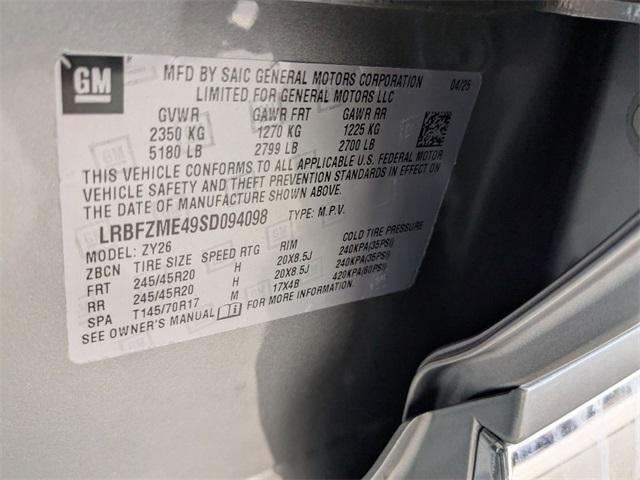 GM
MFD BY SAIC GENERAL MOTORS CORPORATION 04/25
LIMITED FOR GENERAL MOTORS LLC
GVWR GAWR FRT GAWR RR
2350 KG 1270 KG 1225 KG
5180 LB 2799 LB 2700 LB
THIS VEHICLE CONFORMS TO ALL APPLICABLE U.S. FEDERAL MOTOR
VEHICLE SAFETY AND THEFT PREVENTION STANDARDS IN EFFECT ON
THE DATE OF MANUFACTURE SHOWN ABOVE.
LRBFZME49SD094098 TYPE: M.P.V.
MODEL: ZY26
ZBCN TIRE SIZE SPEED RTG RIM COLD TIRE PRESSURE
FRT 245/45R20 H 20X8.5J 240KPA(35PSI)
RR 245/45R20 H 20X8.5J 240KPA(35PSI)
SPA T145/70R17 M 17X4B 420KPA(60PSI)
SEE OWNER'S MANUAL FOR MORE INFORMATION.